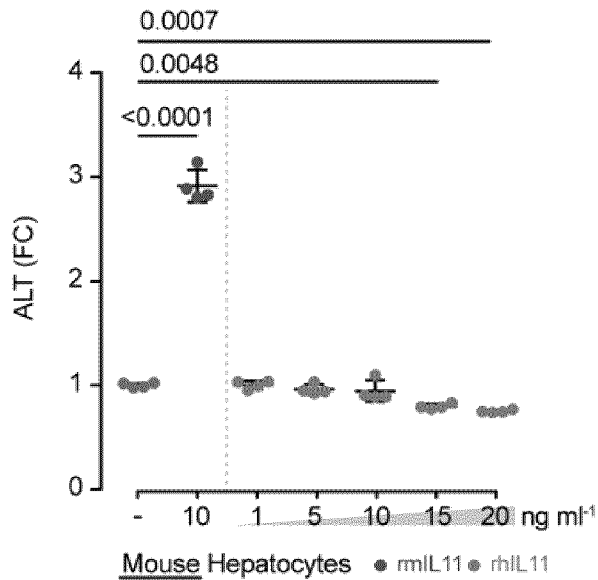 0.0007
0.0048
<0.0001
4
3
2
1
0
ALT (FC)
- 10 1 5 10 15 20 ng ml-1
Mouse Hepatocytes rmIL11 rhIL11